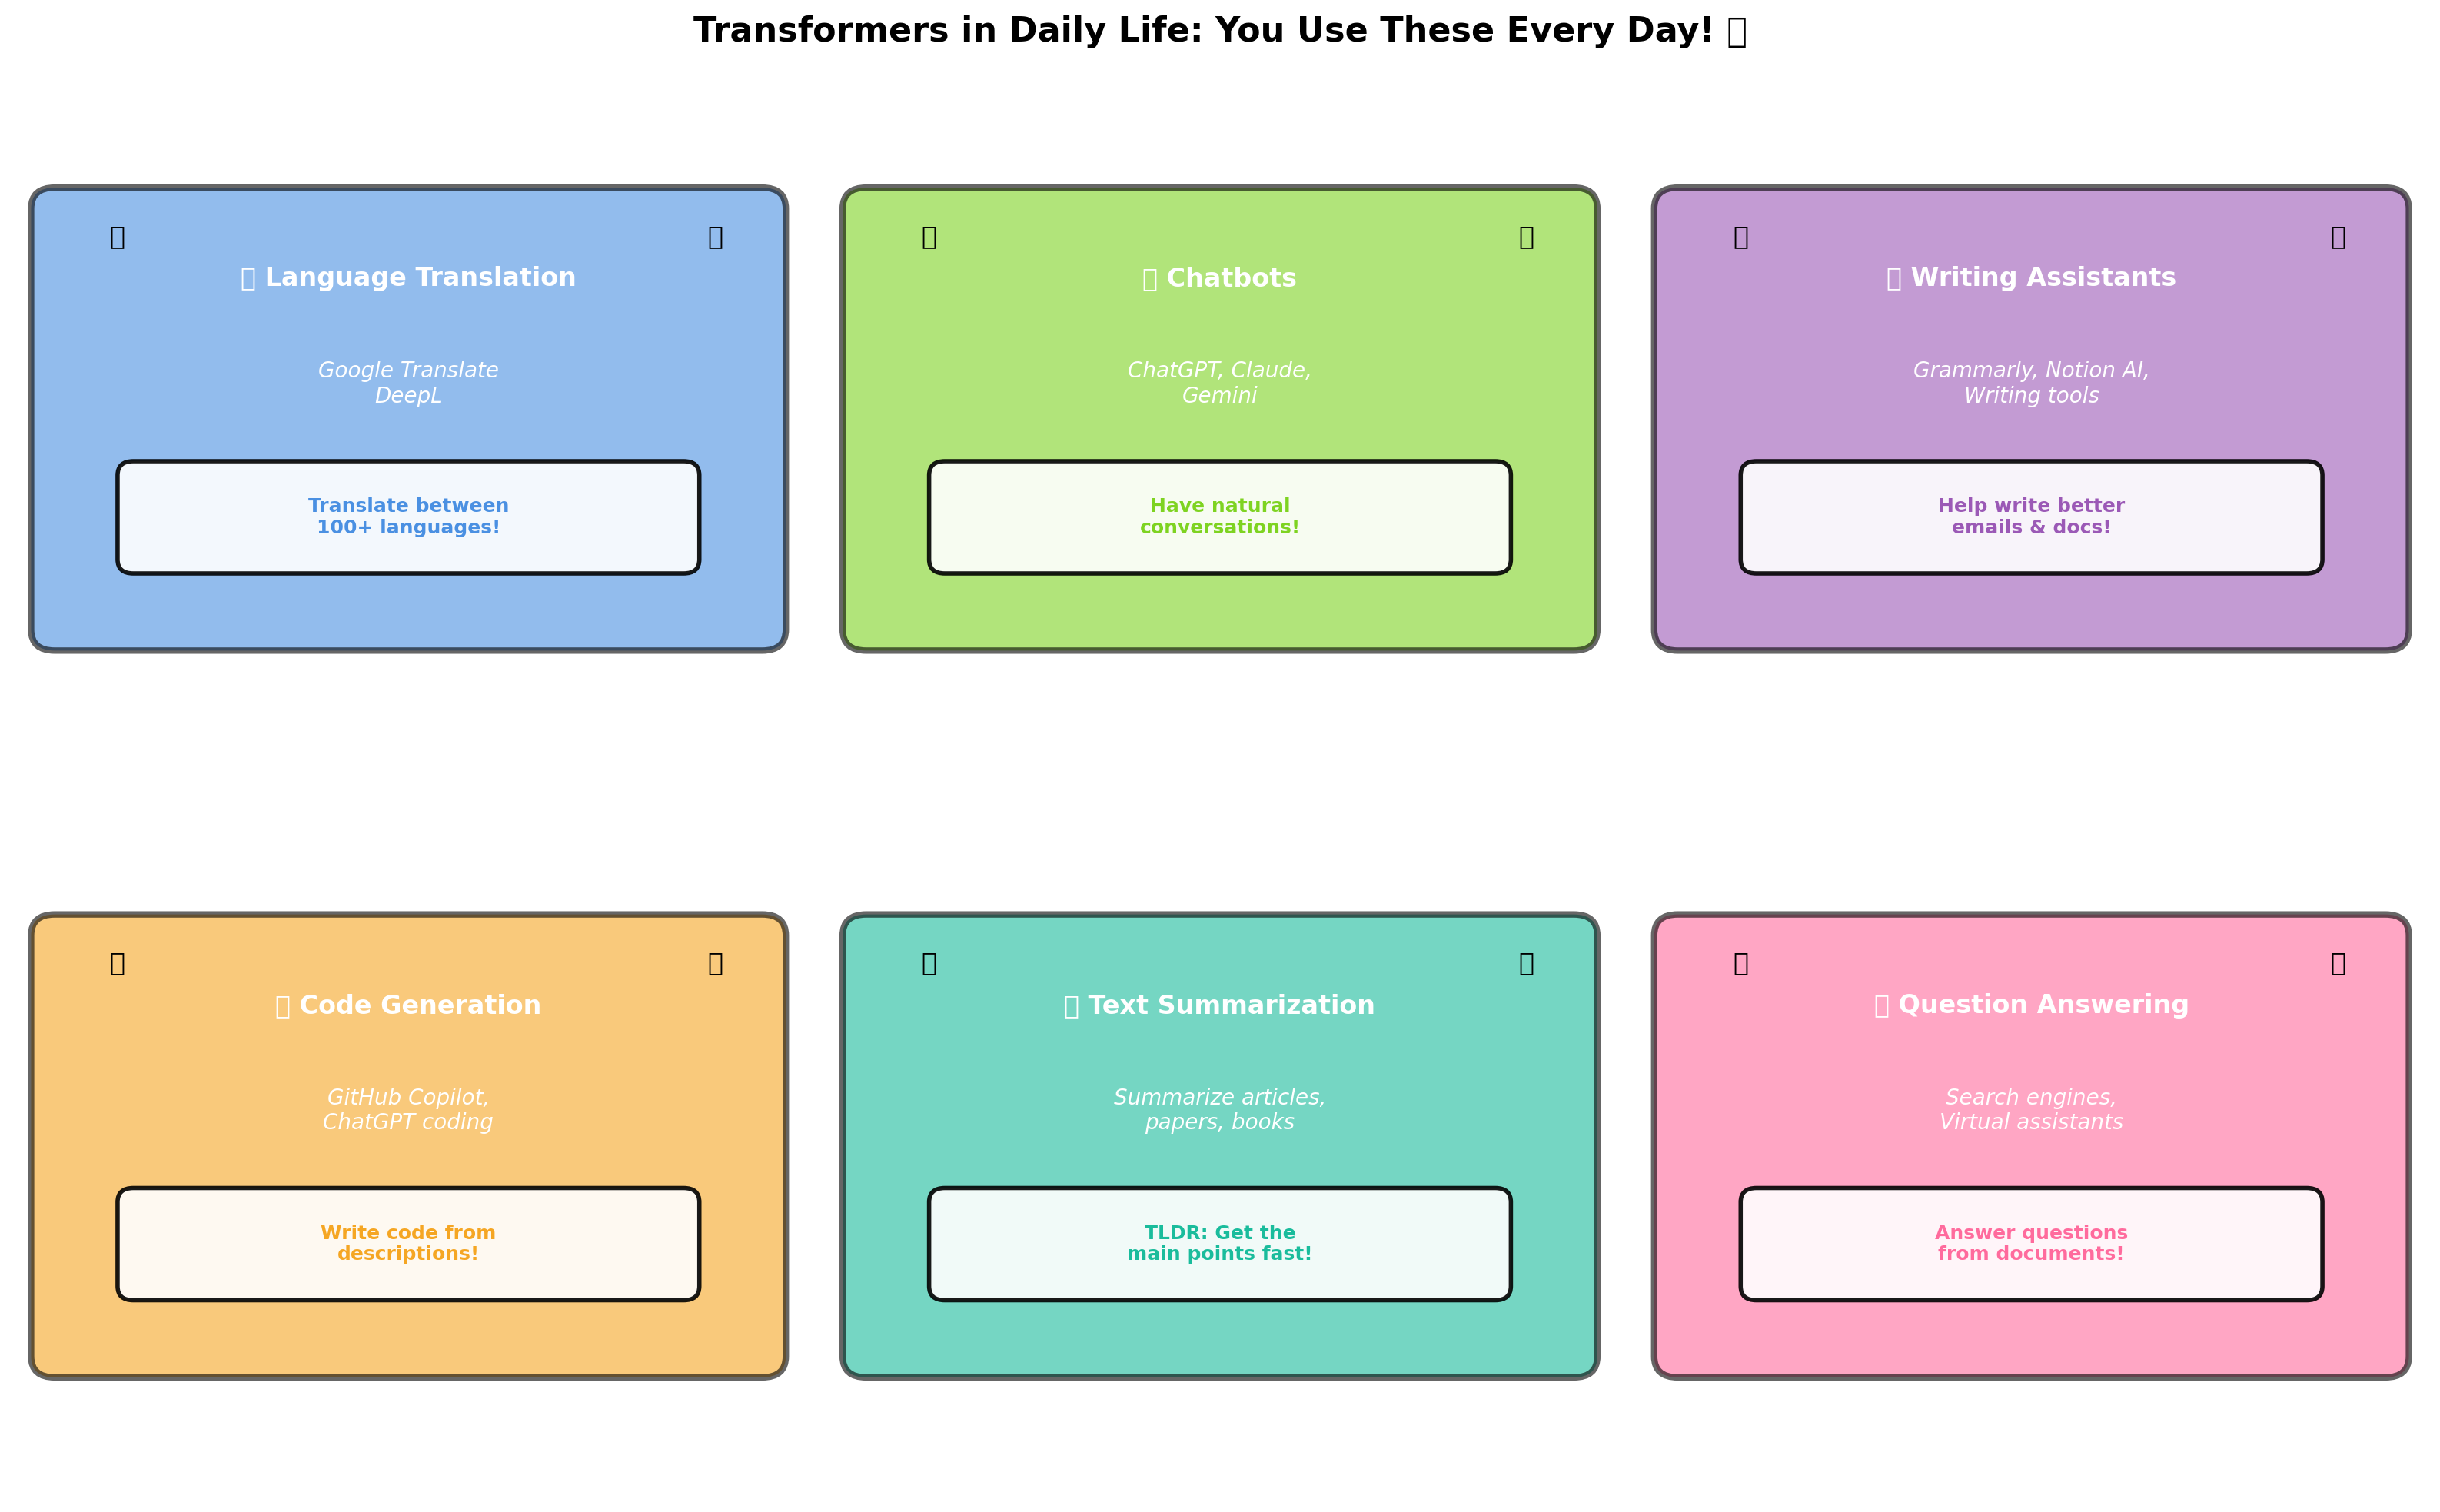 Transformers in Daily Life: You Use These Every Day!
Language Translation
Google Translate
DeepL
Translate between
100+ languages!
Chatbots
ChatGPT, Claude,
Gemini
Have natural
conversations!
Writing Assistants
Grammarly, Notion AI,
Writing tools
Help write better
emails & docs!
Code Generation
GitHub Copilot,
ChatGPT coding
Write code from
descriptions!
Text Summarization
Summarize articles,
papers, books
TLDR: Get the
main points fast!
Question Answering
Search engines,
Virtual assistants
Answer questions
from documents!